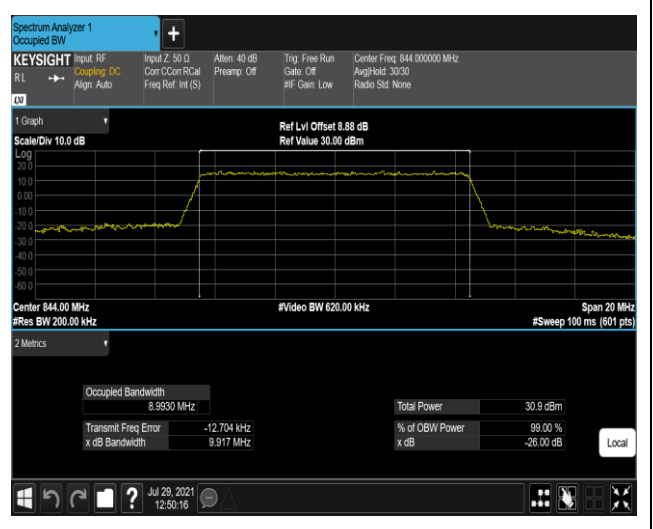 Spectrum Analyzer 1
Occupied BW
+
KEYSIGHT Input: RF Input Z: 50 Ω Atten: 40 dB Trig: Free Run Center Freq: 844.000000 MHz
RL Coupling: DC Corr CCorr RCal Preamp: Off Gate: Off Avg|Hold: 30/30
Align: Auto Freq Ref: Int (S) #IF Gain: Low Radio Std: None
LXI
1 Graph
Ref Lvl Offset 8.88 dB
Scale/Div 10.0 dB Ref Value 30.00 dBm
Log
20.0
10.0
0.00
-10.0
-20.0
-30.0
-40.0
-50.0
-60.0
Center 844.00 MHz #Video BW 620.00 kHz Span 20 MHz
#Res BW 200.00 kHz #Sweep 100 ms (601 pts)
2 Metrics
Occupied Bandwidth
8.9930 MHz Total Power 30.9 dBm
Transmit Freq Error -12.704 kHz % of OBW Power 99.00 %
x dB Bandwidth 9.917 MHz x dB -26.00 dB
Local
? Jul 29, 2021
12:50:16